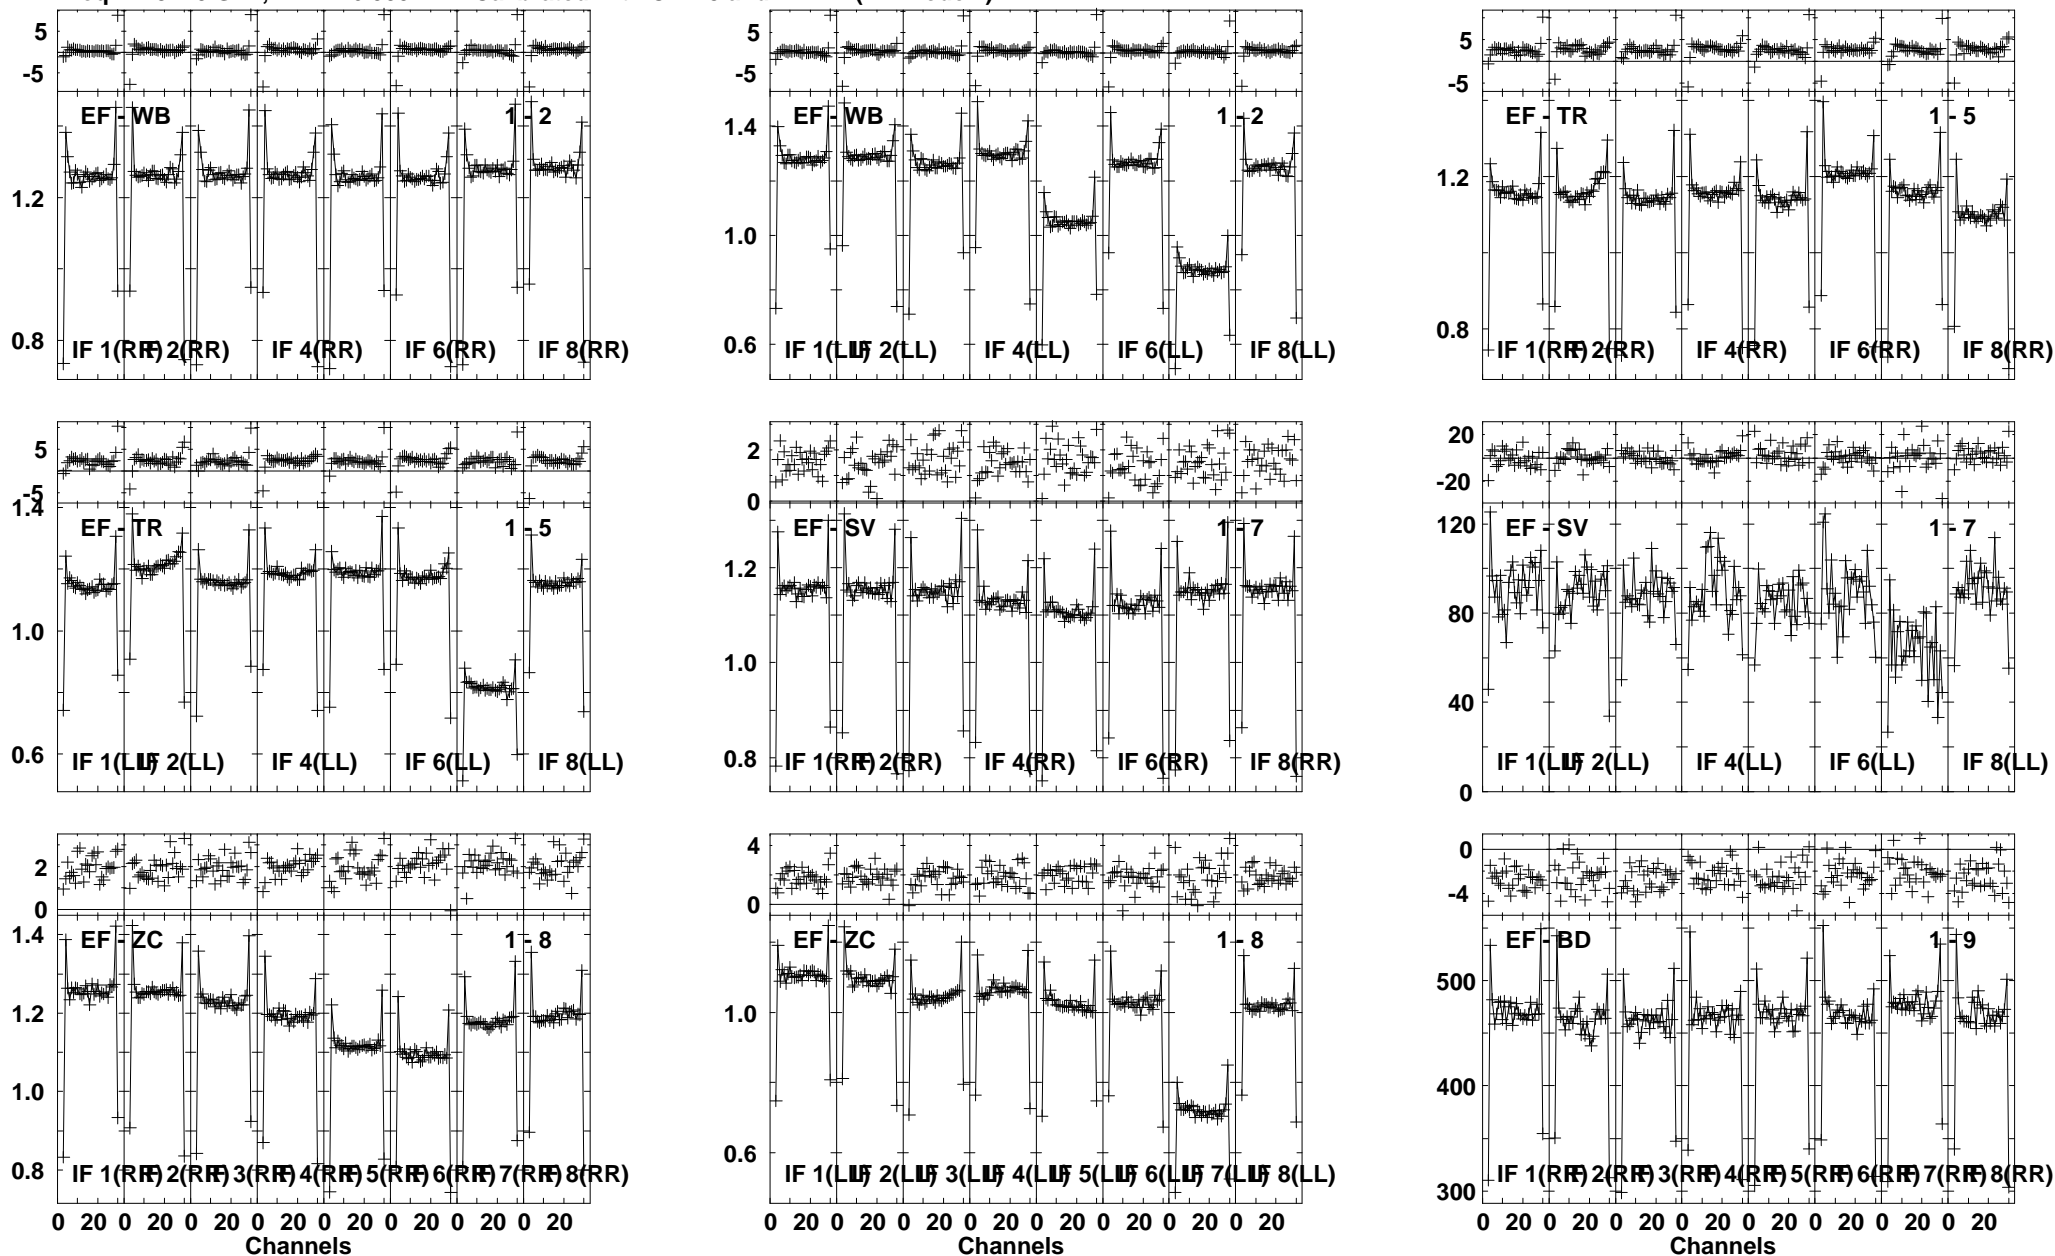 5
-5
EF - WB
1 - 2
1.2
0.8
IF 1(RR)
IF 2(RR)
IF 4(RR)
IF 6(RR)
IF 8(RR)
5
-5
1.4
EF - WB
1 - 2
1.0
0.6
IF 1(LL)
IF 2(LL)
IF 4(LL)
IF 6(LL)
IF 8(LL)
5
-5
EF - TR
1 - 5
1.2
0.8
IF 1(RR)
IF 2(RR)
IF 4(RR)
IF 6(RR)
IF 8(RR)
5
-5
1.4
EF - TR
1 - 5
1.0
0.6
IF 1(LL)
IF 2(LL)
IF 4(LL)
IF 6(LL)
IF 8(LL)
2
0
EF - SV
1 - 7
1.2
1.0
0.8
IF 1(RR)
IF 2(RR)
IF 4(RR)
IF 6(RR)
IF 8(RR)
20
-20
120
EF - SV
1 - 7
80
40
0
IF 1(LL)
IF 2(LL)
IF 4(LL)
IF 6(LL)
IF 8(LL)
2
0
1.4
EF - ZC
1 - 8
1.2
1.0
0.8
IF 1(RR)
IF 2(RR)
IF 3(RR)
IF 4(RR)
IF 5(RR)
IF 6(RR)
IF 7(RR)
IF 8(RR)
0 20 0 20 0 20 0 20 0 20 0 20 0 20 0 20
Channels
4
2
0
EF - ZC
1 - 8
1.0
0.6
IF 1(LL)
IF 2(LL)
IF 3(LL)
IF 4(LL)
IF 5(LL)
IF 6(LL)
IF 7(LL)
IF 8(LL)
0 20 0 20 0 20 0 20 0 20 0 20 0 20 0 20
Channels
0
-4
EF - BD
1 - 9
500
400
300
IF 1(RR)
IF 2(RR)
IF 3(RR)
IF 4(RR)
IF 5(RR)
IF 6(RR)
IF 7(RR)
IF 8(RR)
0 20 0 20 0 20 0 20 0 20 0 20 0 20 0 20
Channels